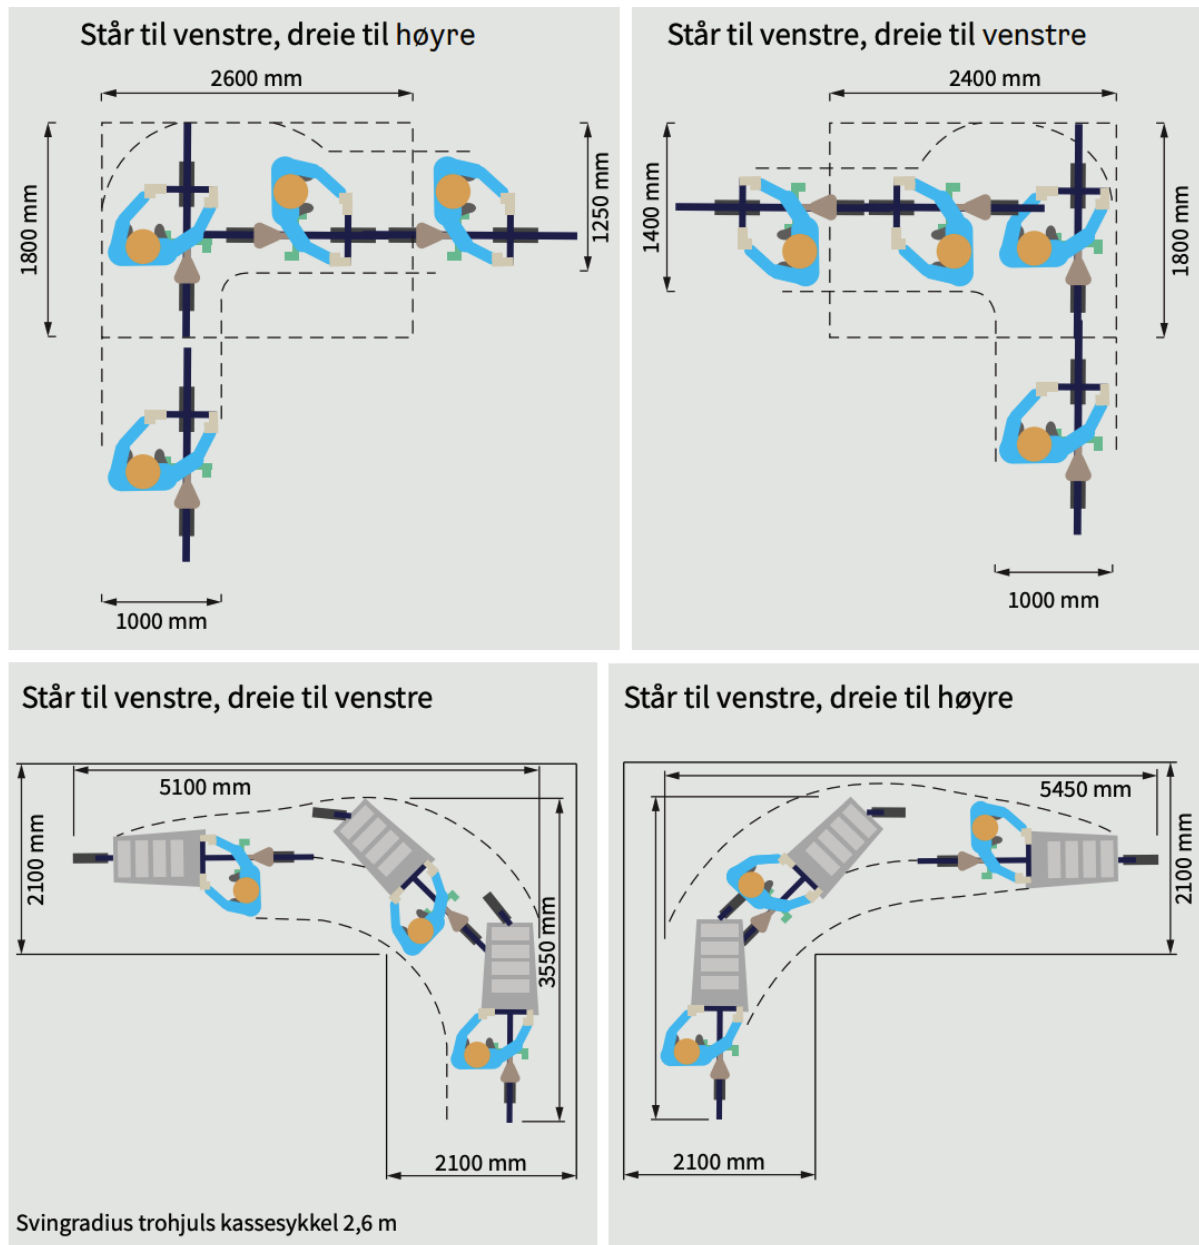 Står til venstre, dreie til høyre
2600 mm
1800 mm
1250 mm
1000 mm
Står til venstre, dreie til venstre
2400 mm
1400 mm
1800 mm
1000 mm
Står til venstre, dreie til venstre
5100 mm
2100 mm
3550 mm
2100 mm
Svingradius trohjuls kassesykkel 2,6 m
Står til venstre, dreie til høyre
5450 mm
2100 mm
2100 mm